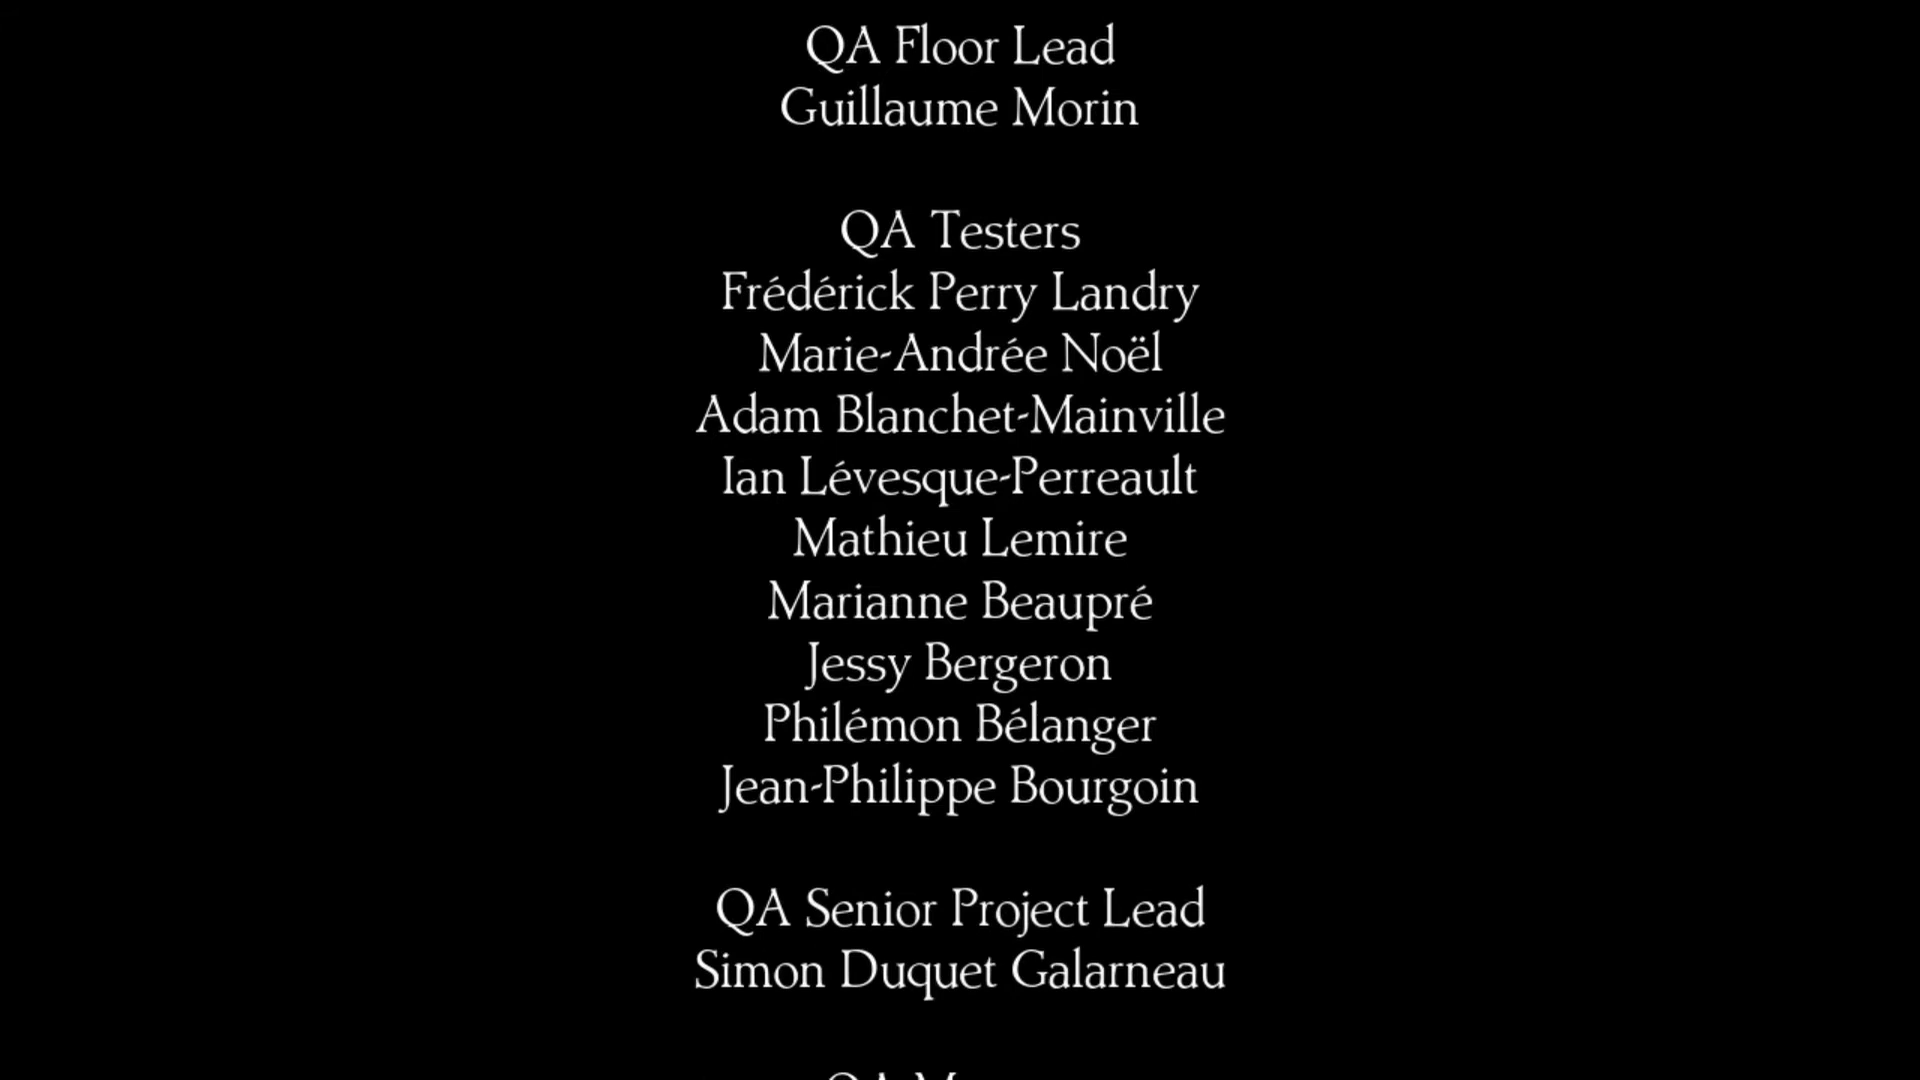 QA Floor Lead
Guillaume Morin
QA Testers
Frédérick Perry Landry
Marie-Andrée Noël
Adam Blanchet-Mainville
Ian Lévesque-Perreault
Mathieu Lemire
Marianne Beaupré
Jessy Bergeron
Philémon Bélanger
Jean-Philippe Bourgoin
QA Senior Project Lead
Simon Duquet Galarneau
QA